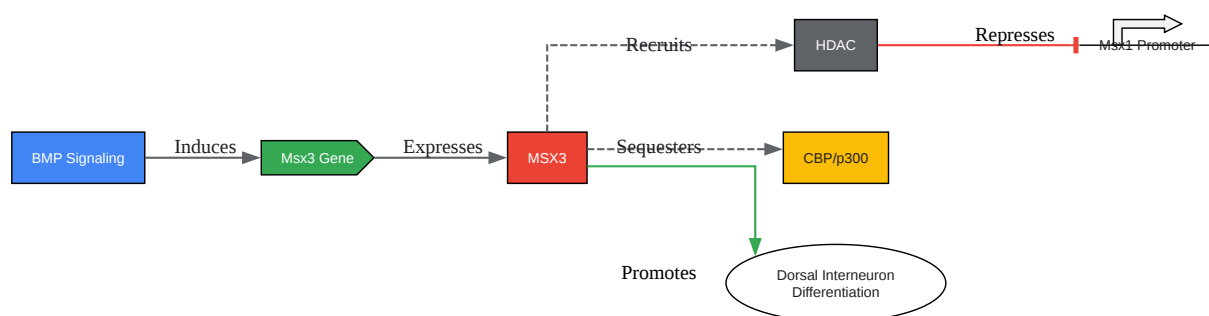 Recruits
HDAC
Represses
Msx1 Promoter
BMP Signaling
Induces
Msx3 Gene
Expresses
MSX3
Sequesters
CBP/p300
Promotes
Dorsal Interneuron
Differentiation